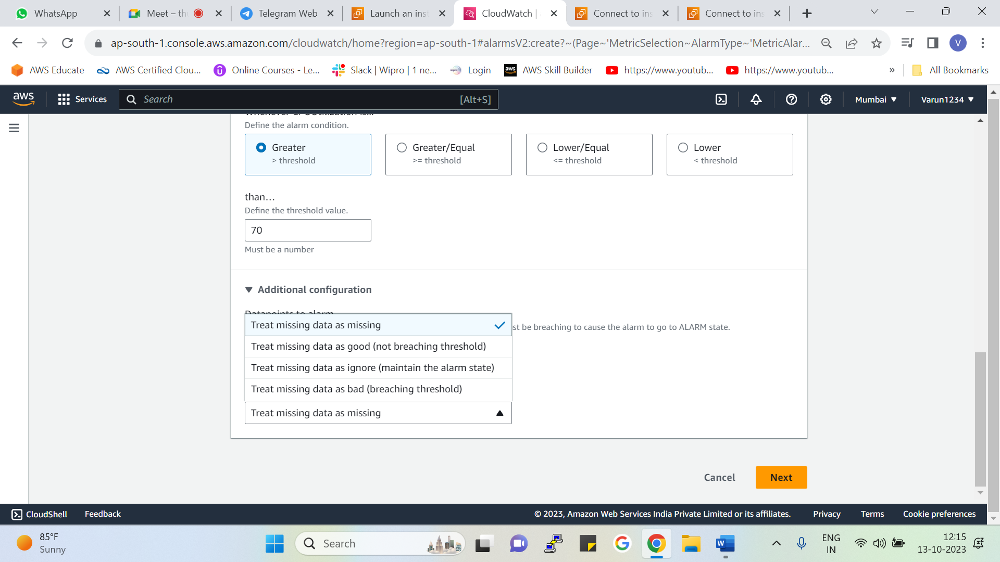 WhatsApp
Meet – th
Telegram Web
Launch an inst
CloudWatch |
Connect to ins
Connect to ins
ap-south-1.console.aws.amazon.com/cloudwatch/home?region=ap-south-1#alarmsV2:create?~(Page~'MetricSelection~AlarmType~'MetricAlar...
V
AWS Educate
AWS Certified Clou...
Online Courses - Le...
Slack | Wipro | 1 ne...
Login
AWS Skill Builder
https://www.youtub...
https://www.youtub...
»
All Bookmarks
aws
Services
Search
[Alt+S]
Mumbai
Varun1234
Whenever CPUUtilization is...
Define the alarm condition.
Greater
> threshold
Greater/Equal
>= threshold
Lower/Equal
<= threshold
Lower
< threshold
than...
Define the threshold value.
70
Must be a number
Additional configuration
Datapoints to alarm
Treat missing data as missing
st be breaching to cause the alarm to go to ALARM state.
Treat missing data as good (not breaching threshold)
Treat missing data as ignore (maintain the alarm state)
Treat missing data as bad (breaching threshold)
Treat missing data as missing
Cancel
Next
CloudShell
Feedback
© 2023, Amazon Web Services India Private Limited or its affiliates.
Privacy
Terms
Cookie preferences
85°F
Sunny
Search
ENG
IN
12:15
13-10-2023